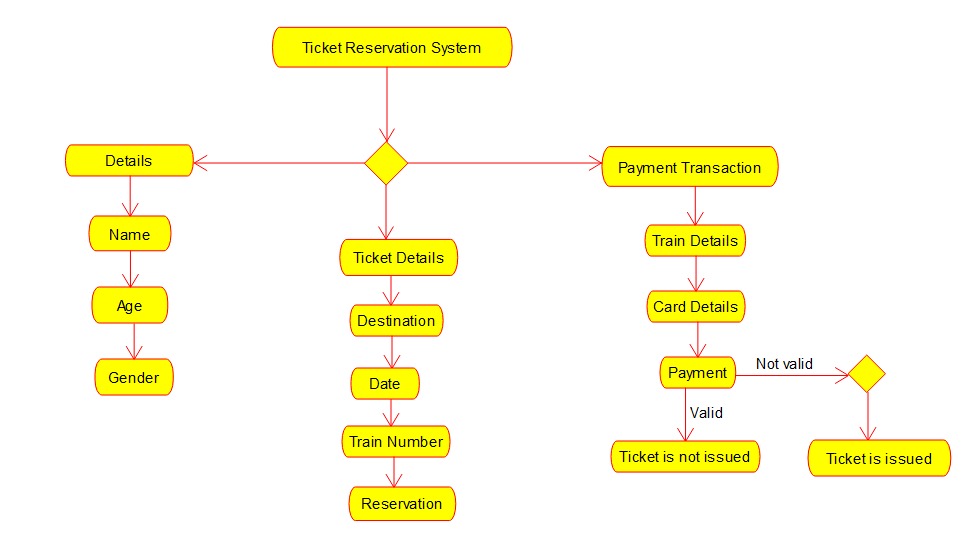 Ticket Reservation System
Details
Name
Age
Gender
Ticket Details
Destination
Date
Train Number
Reservation
Payment Transaction
Train Details
Card Details
Payment
Not valid
Valid
Ticket is not issued
Ticket is issued